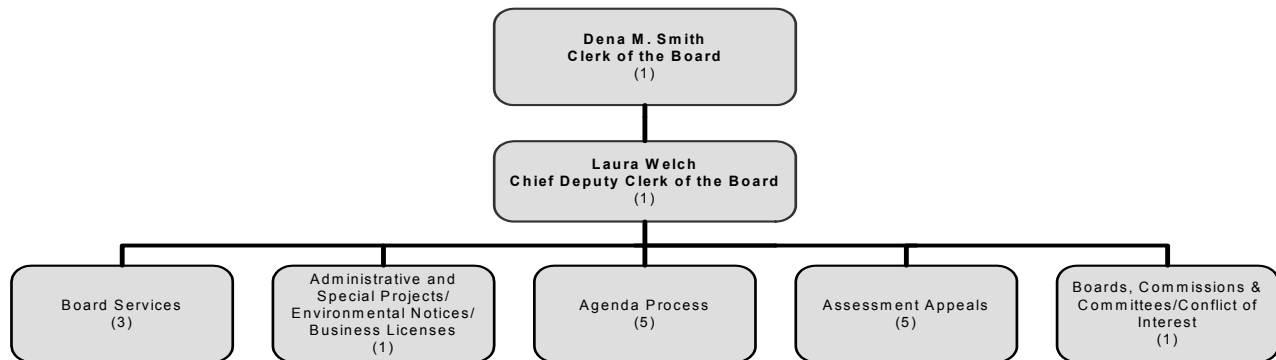 Dena M. Smith
Clerk of the Board
(1)
Laura Welch
Chief Deputy Clerk of the Board
(1)
Board Services
(3)
Administrative and
Special Projects/
Environmental Notices/
Business Licenses
(1)
Agenda Process
(5)
Assessment Appeals
(5)
Boards, Commissions &
Committees/Conflict of
Interest
(1)